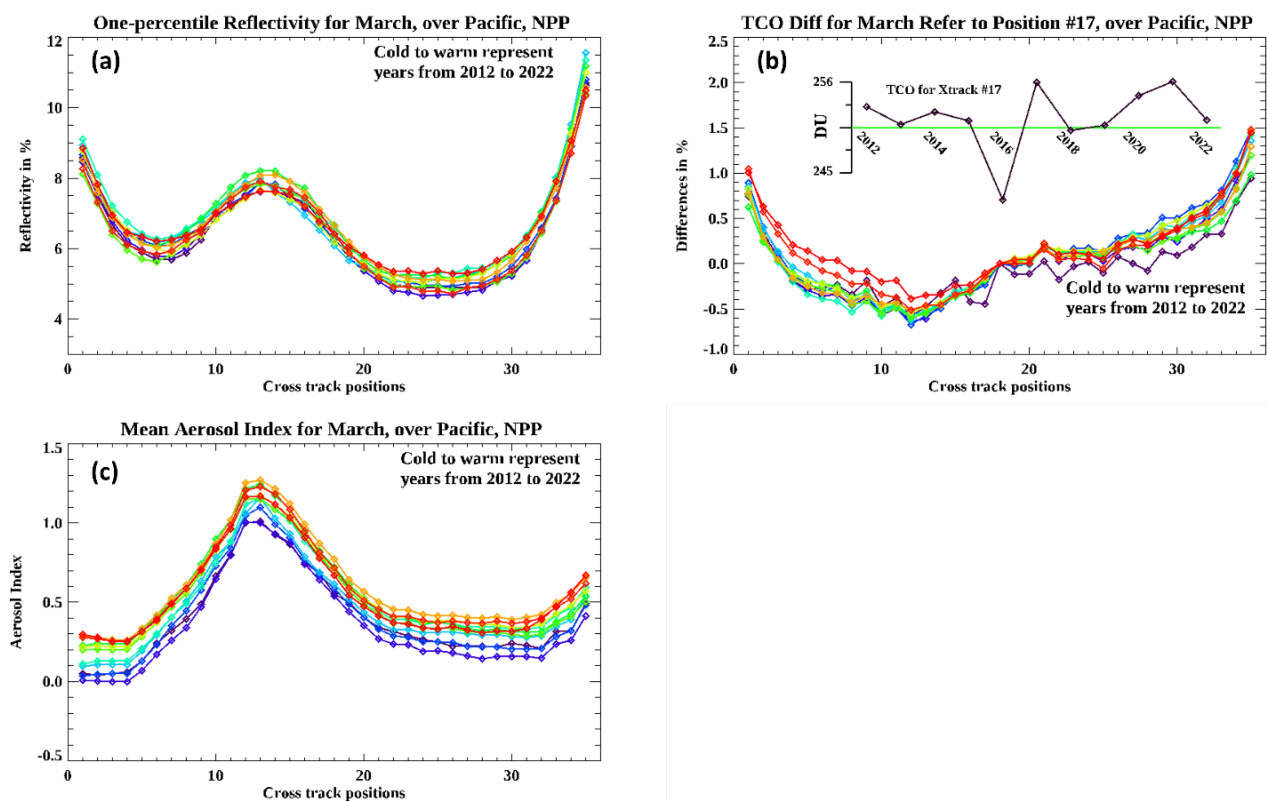 One-percentile Reflectivity for March, over Pacific, NPP
(a)
Cold to warm represent
years from 2012 to 2022
12
10
8
6
4
Reflectivity in %
0
10
20
30
Cross track positions
TCO Diff for March Refer to Position #17, over Pacific, NPP
(b)
2.5
2.0
1.5
1.0
0.5
0.0
-0.5
-1.0
Differences in %
TCO for Xtrack #17
256
245
DU
2012
2014
2016
2018
2020
2022
Cold to warm represent
years from 2012 to 2022
0
10
20
30
Cross track positions
Mean Aerosol Index for March, over Pacific, NPP
(c)
Cold to warm represent
years from 2012 to 2022
1.5
1.0
0.5
0.0
-0.5
Aerosol Index
0
10
20
30
Cross track positions